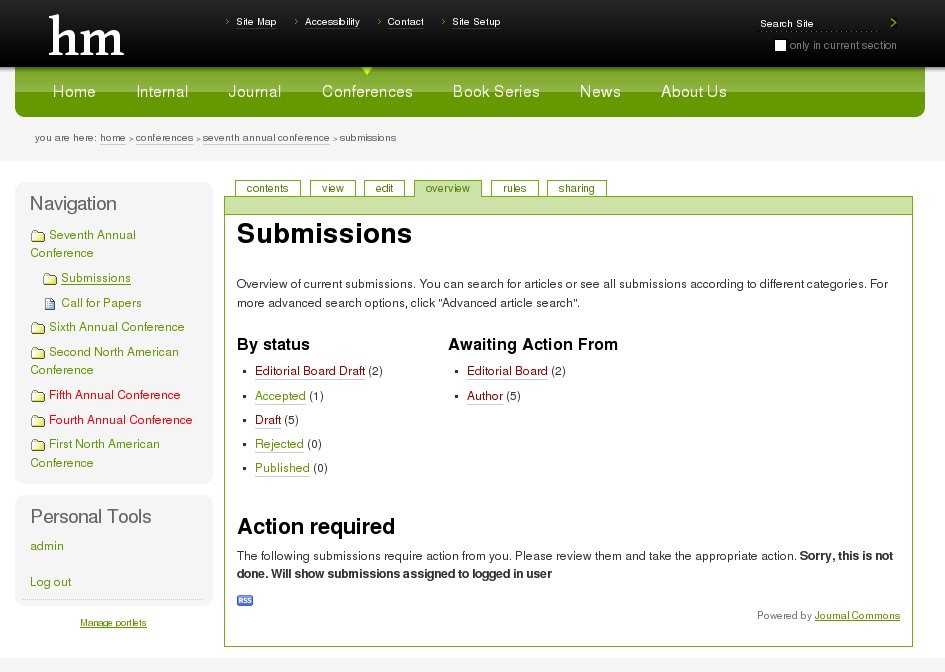 hm
Site Map Accessibility Contact Site Setup
Search Site
only in current section
Home Internal Journal Conferences Book Series News About Us
you are here: home > conferences > seventh annual conference > submissions
Navigation
Seventh Annual
Conference
Submissions
Call for Papers
Sixth Annual Conference
Second North American
Conference
Fifth Annual Conference
Fourth Annual Conference
First North American
Conference
Personal Tools
admin
Log out
Manage portlets
contents view edit overview rules sharing
Submissions
Overview of current submissions. You can search for articles or see all submissions according to different categories. For
more advanced search options, click "Advanced article search".
By status
Editorial Board Draft (2)
Accepted (1)
Draft (5)
Rejected (0)
Published (0)
Awaiting Action From
Editorial Board (2)
Author (5)
Action required
The following submissions require action from you. Please review them and take the appropriate action. Sorry, this is not
done. Will show submissions assigned to logged in user
RSS
Powered by Journal Commons